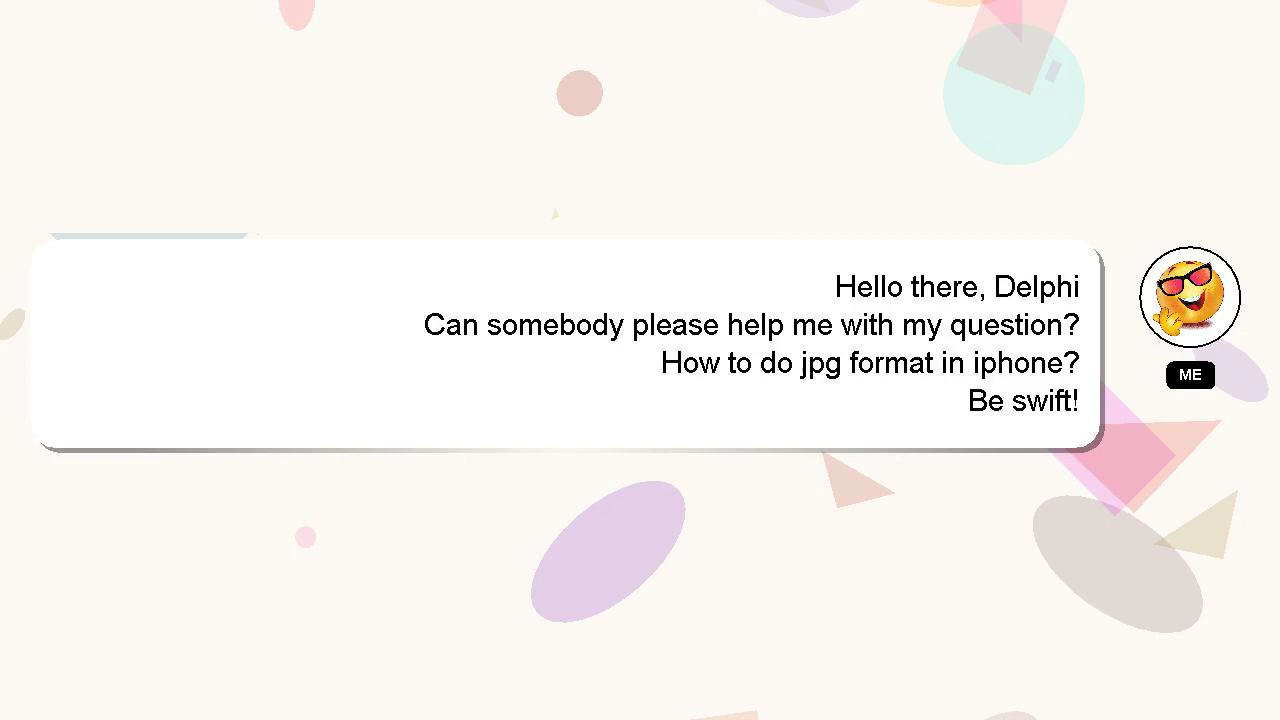 Hello there, Delphi
Can somebody please help me with my question?
How to do jpg format in iphone?
Be swift!
ME